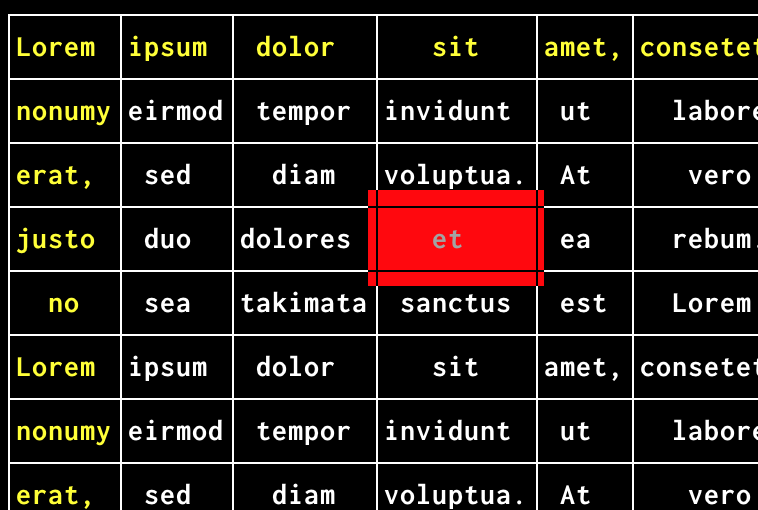 Lorem ipsum dolor sit amet, consetet
nonumy eirmod tempor invidunt ut labore
erat, sed diam voluptua. At vero
justo duo dolores et ea rebum.
no sea takimata sanctus est Lorem
Lorem ipsum dolor sit amet, consetet
nonumy eirmod tempor invidunt ut labore
erat, sed diam voluptua. At vero